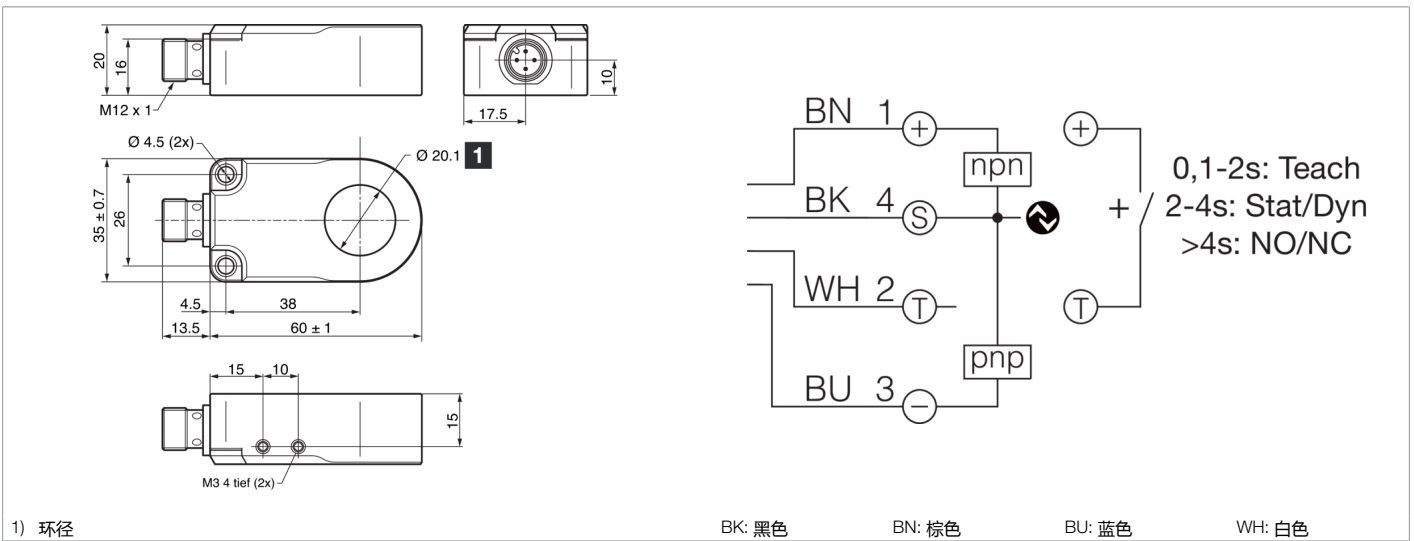 20
16
M12 x 1
10
17.5
Ø 4.5 (2x)
Ø 20.1 1
35 ± 0.7
26
4.5
38
13.5
60 ± 1
15
10
15
M3 4 tief (2x)
BN 1 +
npn
BK 4 S
WH 2 T
pnp
BU 3 −
+
+
T
0,1-2s: Teach
2-4s: Stat/Dyn
>4s: NO/NC
1) 环径
BK: 黑色
BN: 棕色
BU: 蓝色
WH: 白色